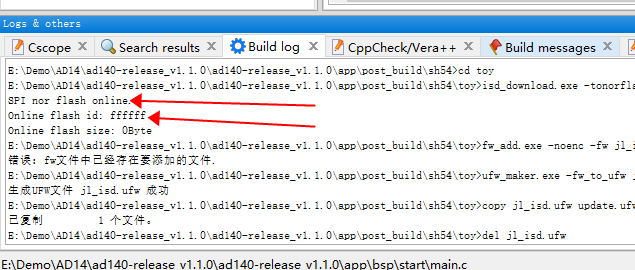 Logs & others
Cscope
Search results
Build log
CppCheck/Vera++
Build messages
E:\Demo\AD14\ad140-release_v1.1.0\ad140-release_v1.1.0\app\post_build\sh54>cd toy
E:\Demo\AD14\ad140-release_v1.1.0\ad140-release_v1.1.0\app\post_build\sh54\toy>isd_download.exe -tonorfla
SPI nor flash online.
Online flash id: ffffff
Online flash size: 0Byte
E:\Demo\AD14\ad140-release_v1.1.0\ad140-release_v1.1.0\app\post_build\sh54\toy>fw_add.exe -noenc -fw jl_i
错误: fw文件中已经存在要添加的文件.
E:\Demo\AD14\ad140-release_v1.1.0\ad140-release_v1.1.0\app\post_build\sh54\toy>ufw_maker.exe -fw_to_ufw j
生成UFW文件 jl_isd.ufw 成功
E:\Demo\AD14\ad140-release_v1.1.0\ad140-release_v1.1.0\app\post_build\sh54\toy>copy jl_isd.ufw update.ufw
已复制 1 个文件。
E:\Demo\AD14\ad140-release_v1.1.0\ad140-release_v1.1.0\app\post_build\sh54\toy>del jl_isd.ufw
E:\Demo\AD14\ad140-release_v1.1.0\ad140-release_v1.1.0\app\bsp\start\main.c